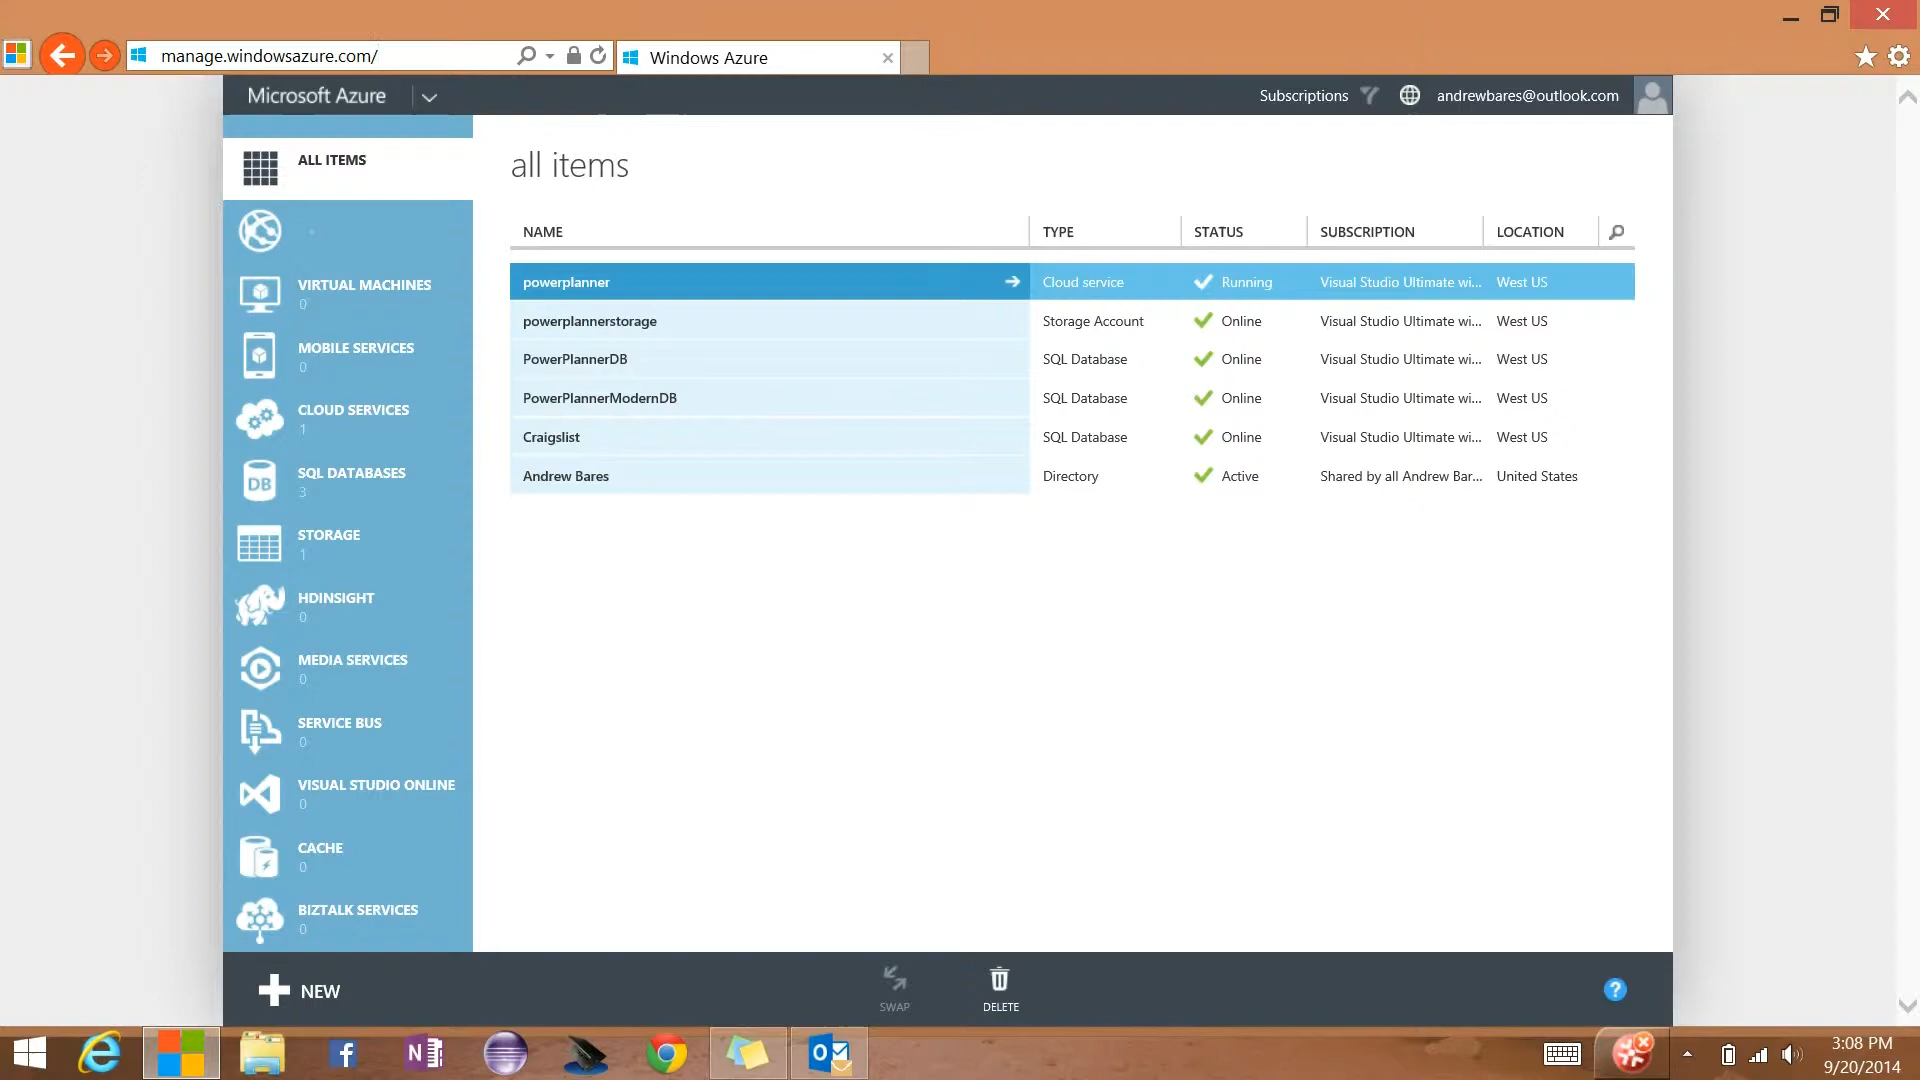 manage.windowsazure.com/
Windows Azure
Microsoft Azure
Subscriptions
andrewbares@outlook.com
ALL ITEMS
VIRTUAL MACHINES
0
MOBILE SERVICES
0
CLOUD SERVICES
1
SQL DATABASES
3
STORAGE
1
HDINSIGHT
0
MEDIA SERVICES
0
SERVICE BUS
0
VISUAL STUDIO ONLINE
0
CACHE
0
BIZTALK SERVICES
0
all items
NAME TYPE STATUS SUBSCRIPTION LOCATION
powerplanner Cloud service Running Visual Studio Ultimate wi... West US
powerplannerstorage Storage Account Online Visual Studio Ultimate wi... West US
PowerPlannerDB SQL Database Online Visual Studio Ultimate wi... West US
PowerPlannerModernDB SQL Database Online Visual Studio Ultimate wi... West US
Craigslist SQL Database Online Visual Studio Ultimate wi... West US
Andrew Bares Directory Active Shared by all Andrew Bar... United States
NEW
SWAP
DELETE
?
3:08 PM
9/20/2014